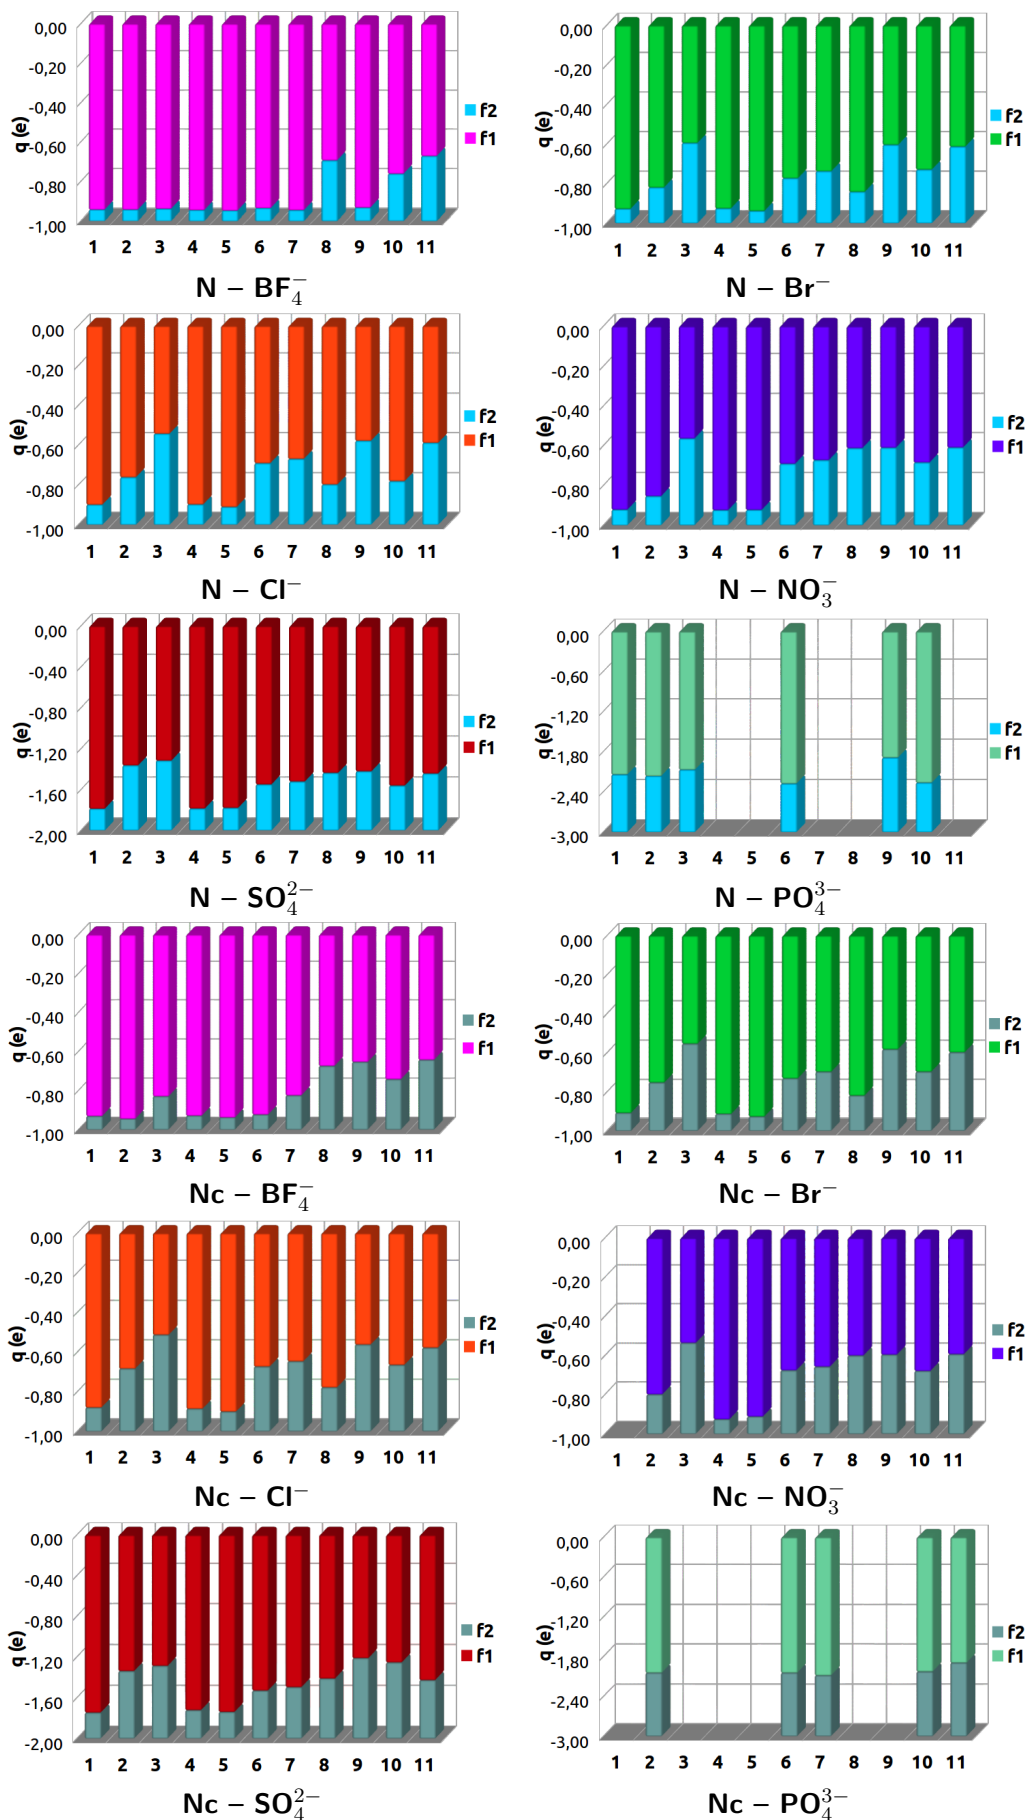 0,00
-0,20
-0,40
-0,60
-0,80
-1,00
q (e)
f2
f1
1 2 3 4 5 6 7 8 9 10 11
N – BF₄⁻
0,00
-0,20
-0,40
-0,60
-0,80
-1,00
q (e)
f2
f1
1 2 3 4 5 6 7 8 9 10 11
N – Br⁻
0,00
-0,20
-0,40
-0,60
-0,80
-1,00
q (e)
f2
f1
1 2 3 4 5 6 7 8 9 10 11
N – Cl⁻
0,00
-0,20
-0,40
-0,60
-0,80
-1,00
q (e)
f2
f1
1 2 3 4 5 6 7 8 9 10 11
N – NO₃⁻
0,00
-0,40
-0,80
-1,20
-1,60
-2,00
q (e)
f2
f1
1 2 3 4 5 6 7 8 9 10 11
N – SO₄²⁻
0,00
-0,60
-1,20
-1,80
-2,40
-3,00
q (e)
f2
f1
1 2 3 4 5 6 7 8 9 10 11
N – PO₄³⁻
0,00
-0,20
-0,40
-0,60
-0,80
-1,00
q (e)
f2
f1
1 2 3 4 5 6 7 8 9 10 11
Nc – BF₄⁻
0,00
-0,20
-0,40
-0,60
-0,80
-1,00
q (e)
f2
f1
1 2 3 4 5 6 7 8 9 10 11
Nc – Br⁻
0,00
-0,20
-0,40
-0,60
-0,80
-1,00
q (e)
f2
f1
1 2 3 4 5 6 7 8 9 10 11
Nc – Cl⁻
0,00
-0,20
-0,40
-0,60
-0,80
-1,00
q (e)
f2
f1
1 2 3 4 5 6 7 8 9 10 11
Nc – NO₃⁻
0,00
-0,40
-0,80
-1,20
-1,60
-2,00
q (e)
f2
f1
1 2 3 4 5 6 7 8 9 10 11
Nc – SO₄²⁻
0,00
-0,60
-1,20
-1,80
-2,40
-3,00
q (e)
f2
f1
1 2 3 4 5 6 7 8 9 10 11
Nc – PO₄³⁻